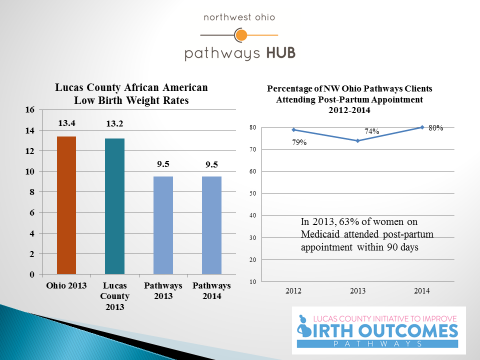 northwest ohio
pathways HUB
Lucas County African American
Low Birth Weight Rates
16
14
12
10
8
6
4
2
0
13.4
13.2
9.5
9.5
Ohio 2013
Lucas
County
2013
Pathways
2013
Pathways
2014
Percentage of NW Ohio Pathways Clients
Attending Post-Partum Appointment
2012-2014
80
70
60
50
40
30
20
10
79%
74%
80%
In 2013, 63% of women on
Medicaid attended post-partum
appointment within 90 days
2012
2013
2014
LUCAS COUNTY INITIATIVE TO IMPROVE
BIRTH OUTCOMES
PATHWAYS